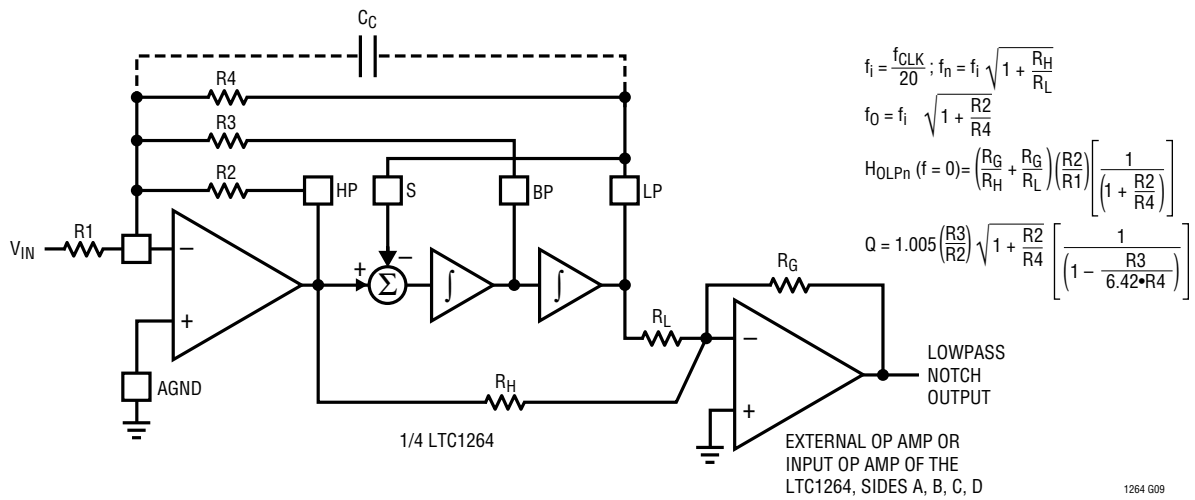 C_C
R4
R3
R2
HP
S
BP
LP
V_IN
R1
−
+
+
−
Σ
∫
∫
AGND
R_H
R_L
R_G
−
+
1/4 LTC1264
LOWPASS
NOTCH
OUTPUT
EXTERNAL OP AMP OR
INPUT OP AMP OF THE
LTC1264, SIDES A, B, C, D
f_i = f_CLK/20 ; f_n = f_i √(1 + R_H/R_L)
f_O = f_i √(1 + R2/R4)
H_OLPn (f = 0) = (R_G/R_H + R_G/R_L)(R2/R1)[1/(1 + R2/R4)]
Q = 1.005 (R3/R2) √(1 + R2/R4) [1/(1 − R3/(6.42•R4))]
1264 G09